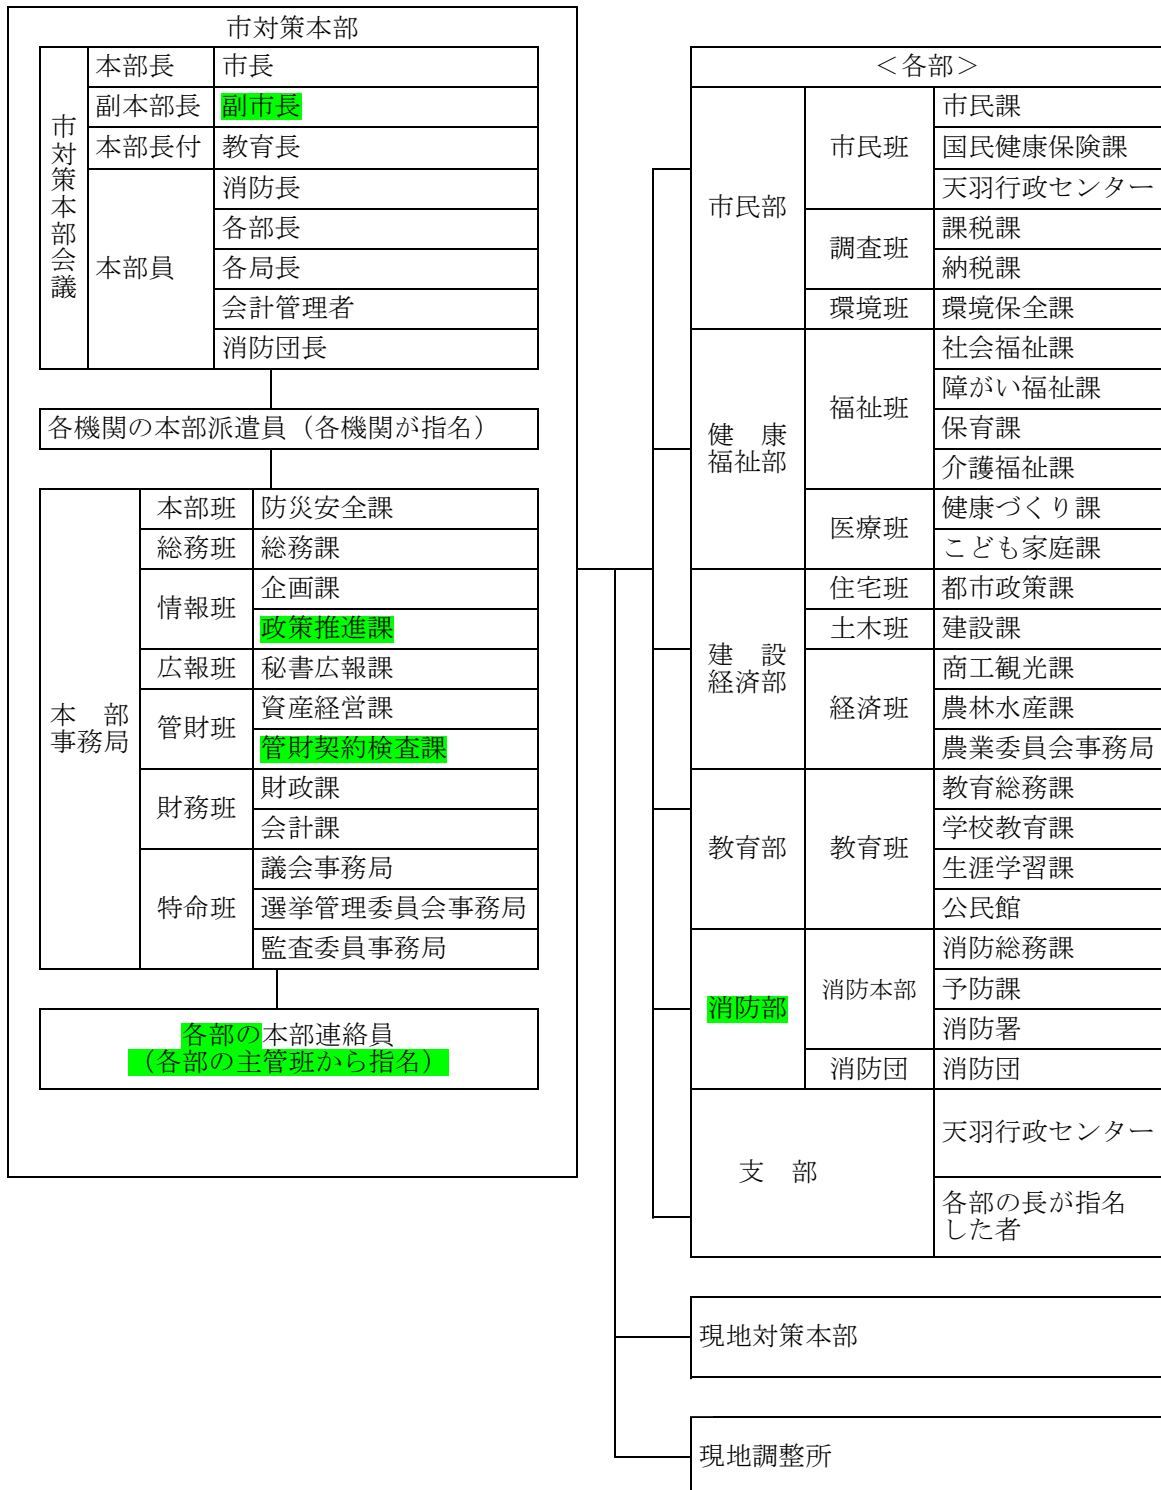 市対策本部
市対策本部会議
本部長 市長
副本部長 副市長
本部長付 教育長
本部員 消防長
各部長
各局長
会計管理者
消防団長
各機関の本部派遣員（各機関が指名）
本　部
事務局
本部班 防災安全課
総務班 総務課
情報班 企画課
政策推進課
広報班 秘書広報課
管財班 資産経営課
管財契約検査課
財務班 財政課
会計課
特命班 議会事務局
選挙管理委員会事務局
監査委員事務局
各部の本部連絡員
（各部の主管班から指名）
＜各部＞
市民部 市民班 市民課
国民健康保険課
天羽行政センター
調査班 課税課
納税課
環境班 環境保全課
健　康
福祉部
福祉班 社会福祉課
障がい福祉課
保育課
介護福祉課
医療班 健康づくり課
こども家庭課
建　設
経済部
住宅班 都市政策課
土木班 建設課
経済班 商工観光課
農林水産課
農業委員会事務局
教育部 教育班 教育総務課
学校教育課
生涯学習課
公民館
消防部 消防本部 消防総務課
予防課
消防署
消防団 消防団
支　部 天羽行政センター
各部の長が指名
した者
現地対策本部
現地調整所